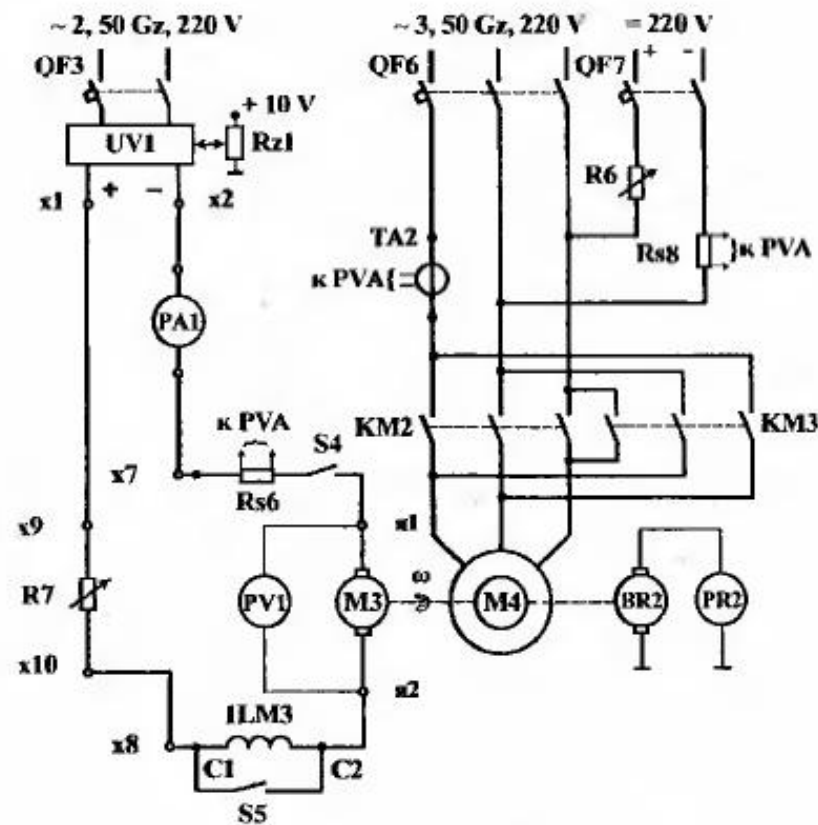 ~ 2, 50 Gz, 220 V
~ 3, 50 Gz, 220 V
= 220 V
QF3
QF6
QF7
+
-
+ 10 V
UV1
Rz1
x1
+
−
x2
R6
TA2
Rs8
к PVA
к PVA
PA1
к PVA
S4
KM2
KM3
x7
Rs6
x9
я1
R7
PV1
M3
ω
M4
BR2
PR2
x10
я2
1LM3
x8
C1
C2
S5